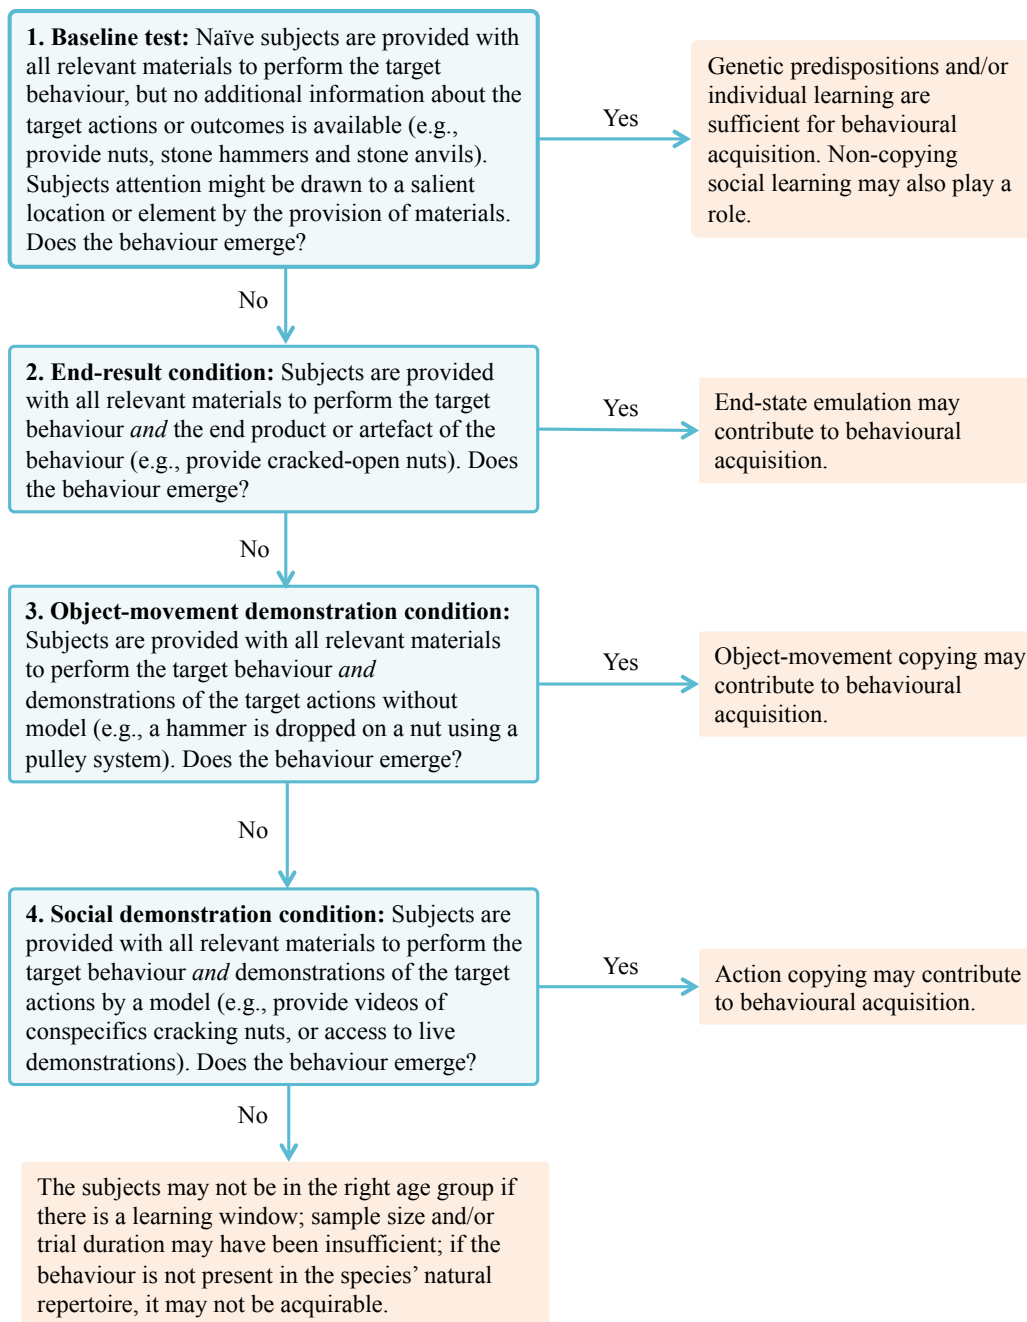 1. Baseline test: Naïve subjects are provided with
all relevant materials to perform the target
behaviour, but no additional information about the
target actions or outcomes is available (e.g.,
provide nuts, stone hammers and stone anvils).
Subjects attention might be drawn to a salient
location or element by the provision of materials.
Does the behaviour emerge?
Yes
Genetic predispositions and/or
individual learning are
sufficient for behavioural
acquisition. Non-copying
social learning may also play a
role.
No
2. End-result condition: Subjects are provided
with all relevant materials to perform the target
behaviour and the end product or artefact of the
behaviour (e.g., provide cracked-open nuts). Does
the behaviour emerge?
Yes
End-state emulation may
contribute to behavioural
acquisition.
No
3. Object-movement demonstration condition:
Subjects are provided with all relevant materials
to perform the target behaviour and
demonstrations of the target actions without
model (e.g., a hammer is dropped on a nut using a
pulley system). Does the behaviour emerge?
Yes
Object-movement copying may
contribute to behavioural
acquisition.
No
4. Social demonstration condition: Subjects are
provided with all relevant materials to perform the
target behaviour and demonstrations of the target
actions by a model (e.g., provide videos of
conspecifics cracking nuts, or access to live
demonstrations). Does the behaviour emerge?
Yes
Action copying may contribute
to behavioural acquisition.
No
The subjects may not be in the right age group if
there is a learning window; sample size and/or
trial duration may have been insufficient; if the
behaviour is not present in the species’ natural
repertoire, it may not be acquirable.